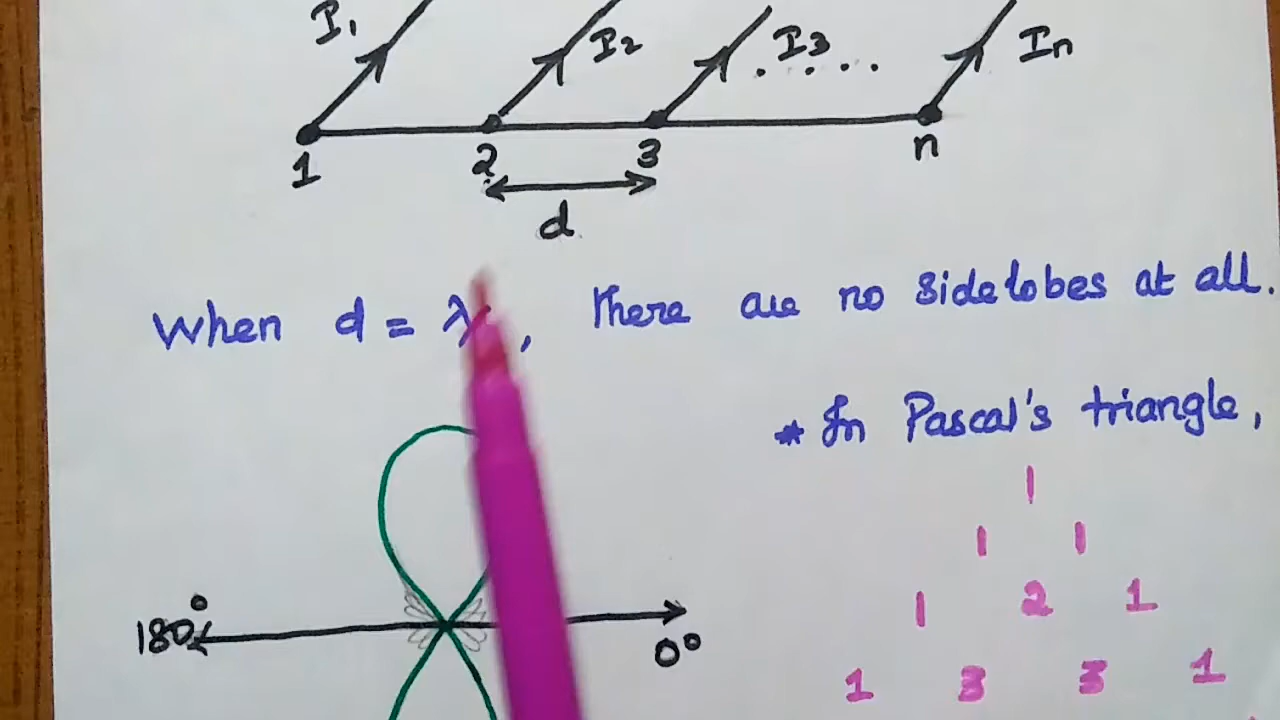 I1 I2 I3 .... In
1 2 3 n
d
When d = λ , There are no sidelobes at all.
* In Pascal's triangle,
1
1 1
1 2 1
1 3 3 1
180° 0°